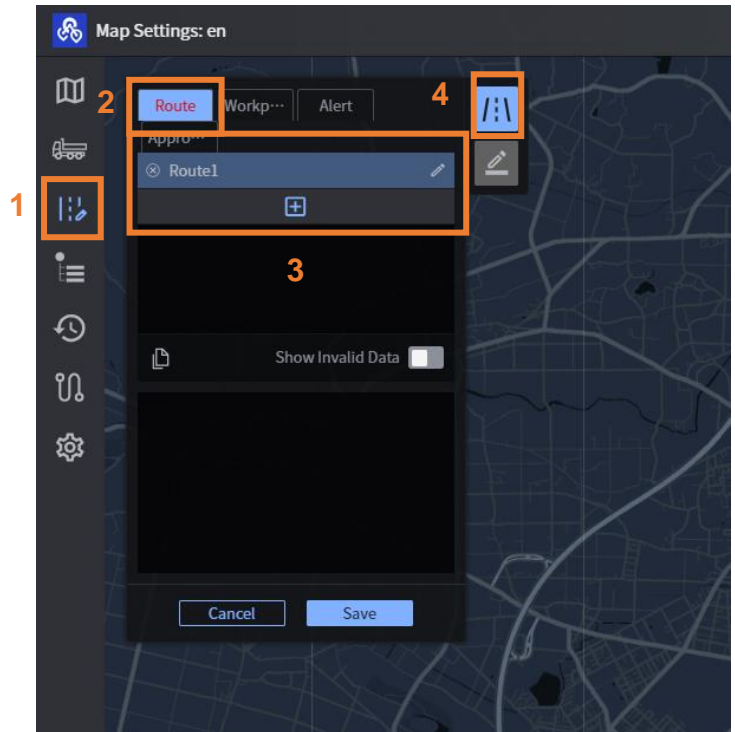 Map Settings: en
2
4
Route
Workp···
Alert
Appro···
Route1
1
3
Show Invalid Data
Cancel
Save